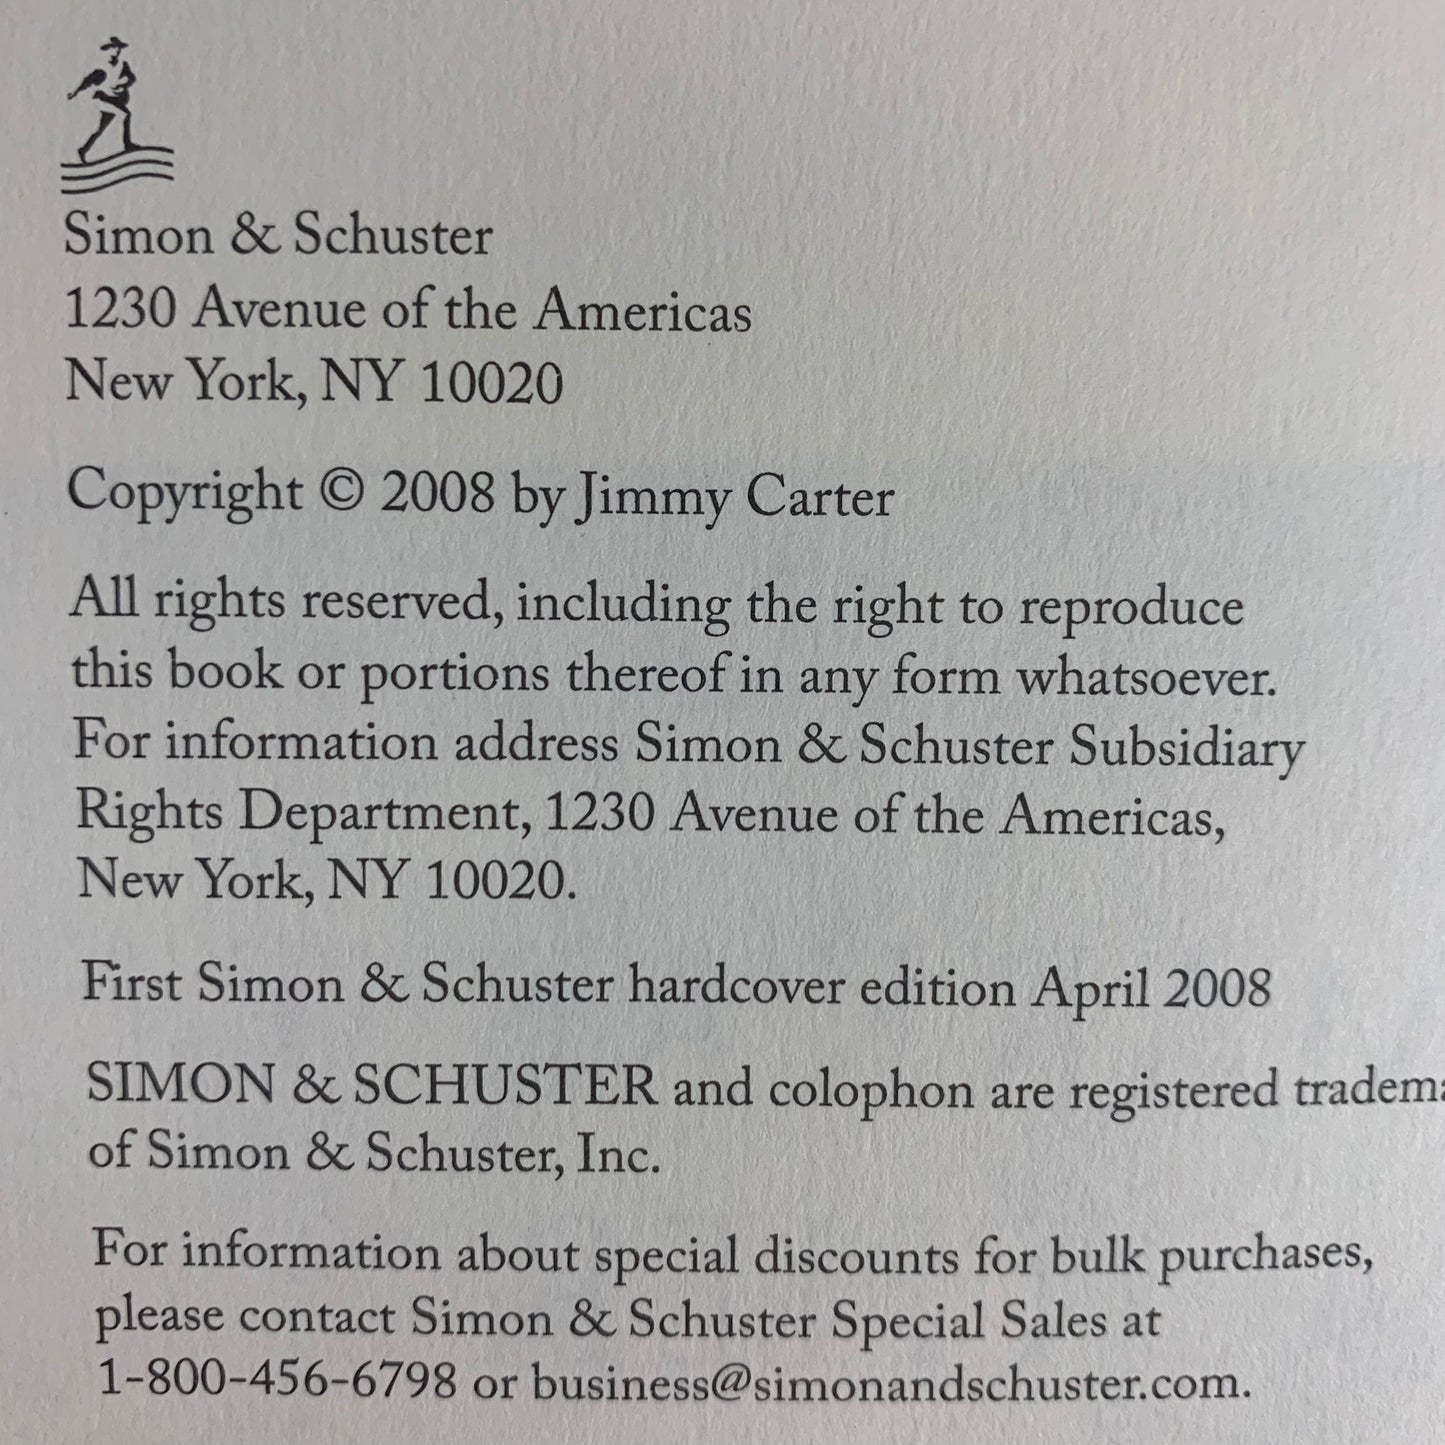 Simon & Schuster
1230 Avenue of the Americas
New York, NY 10020
Copyright © 2008 by Jimmy Carter
All rights reserved, including the right to reproduce
this book or portions thereof in any form whatsoever.
For information address Simon & Schuster Subsidiary
Rights Department, 1230 Avenue of the Americas,
New York, NY 10020.
First Simon & Schuster hardcover edition April 2008
SIMON & SCHUSTER and colophon are registered
of Simon & Schuster, Inc.
For information about special discounts for bulk purchases,
please contact Simon & Schuster Special Sales at
1-800-456-6798 or business@simonandschuster.com.